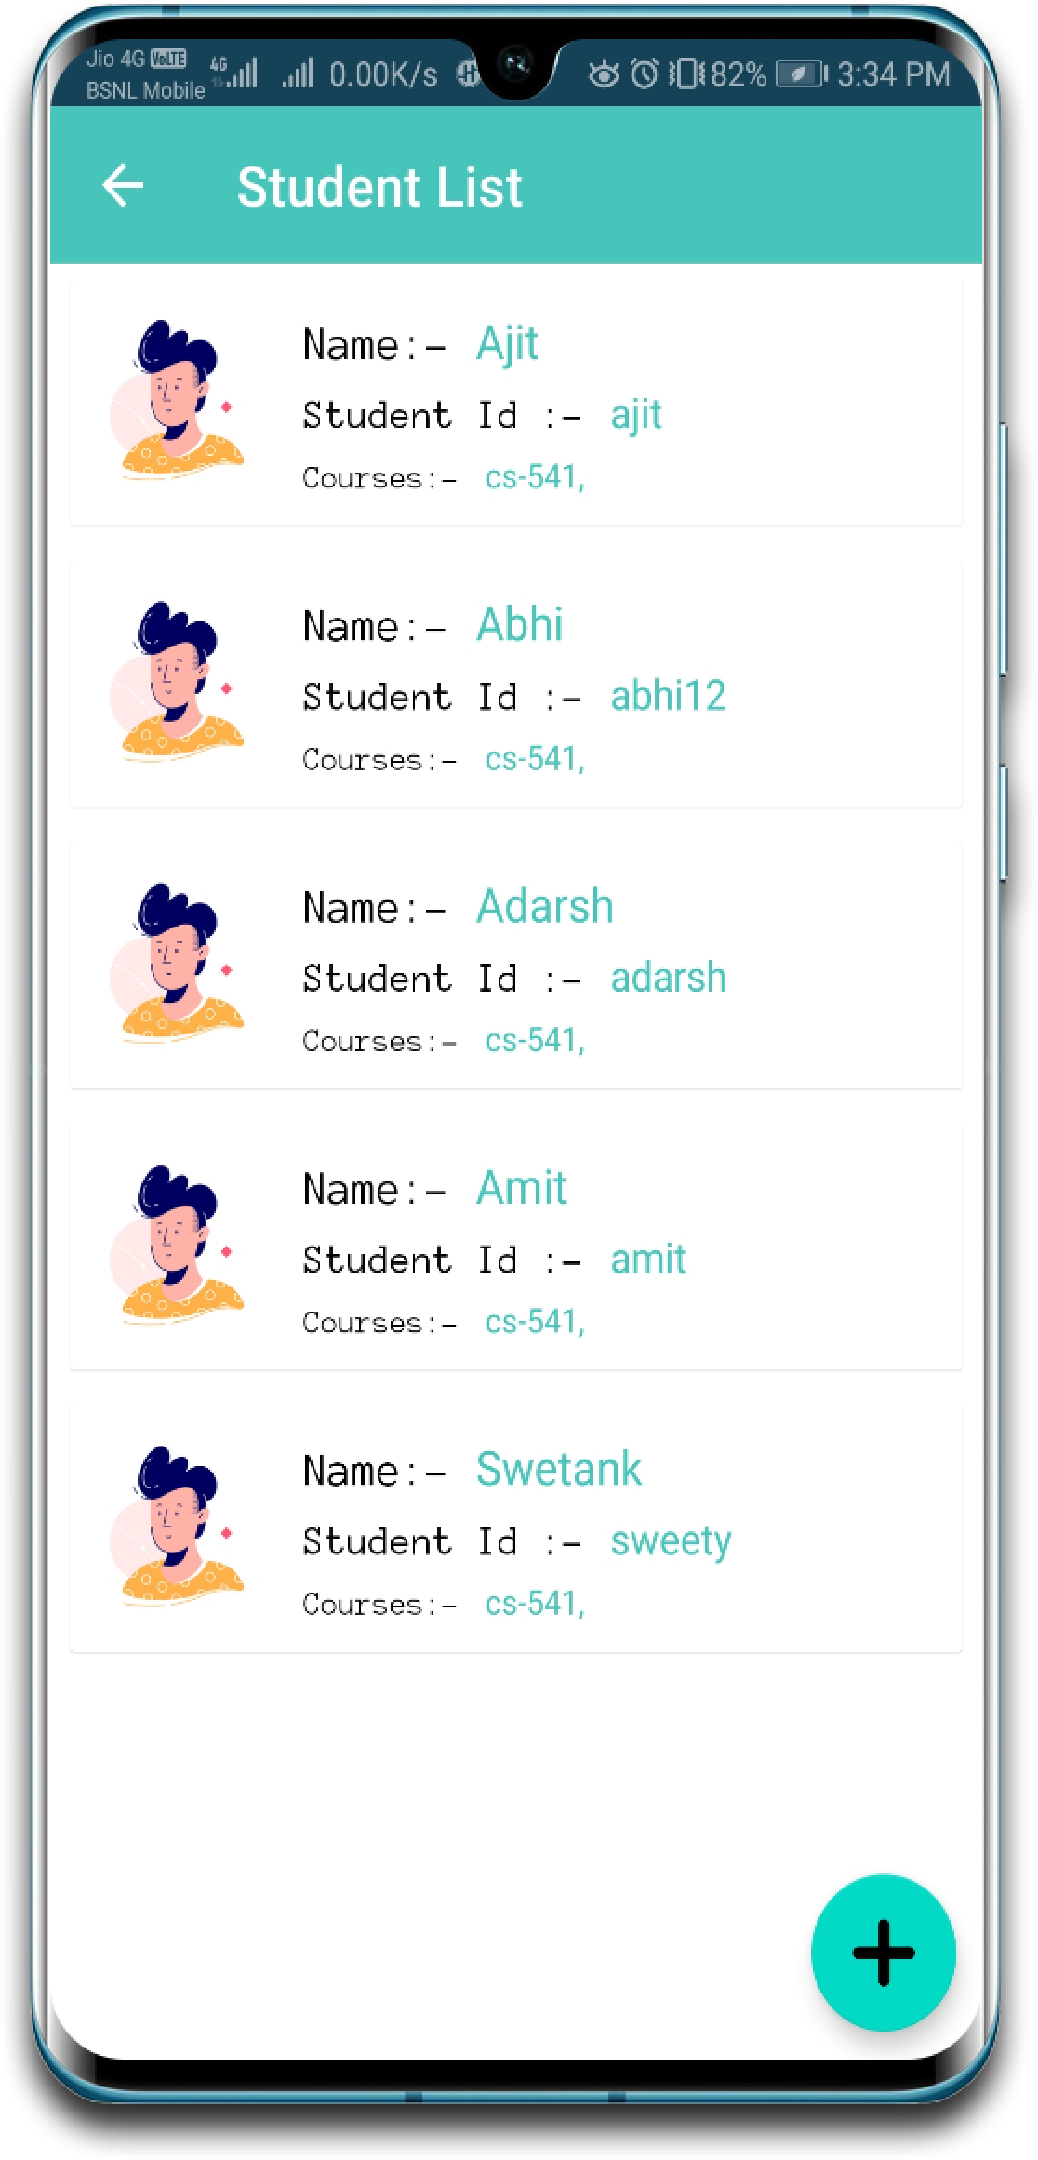 Jio 4G VoLTE
BSNL Mobile
4G
0.00K/s
82%
3:34 PM
Student List
Name:- Ajit
Student Id :- ajit
Courses:- cs-541,
Name:- Abhi
Student Id :- abhi12
Courses:- cs-541,
Name:- Adarsh
Student Id :- adarsh
Courses:- cs-541,
Name:- Amit
Student Id :- amit
Courses:- cs-541,
Name:- Swetank
Student Id :- sweety
Courses:- cs-541,